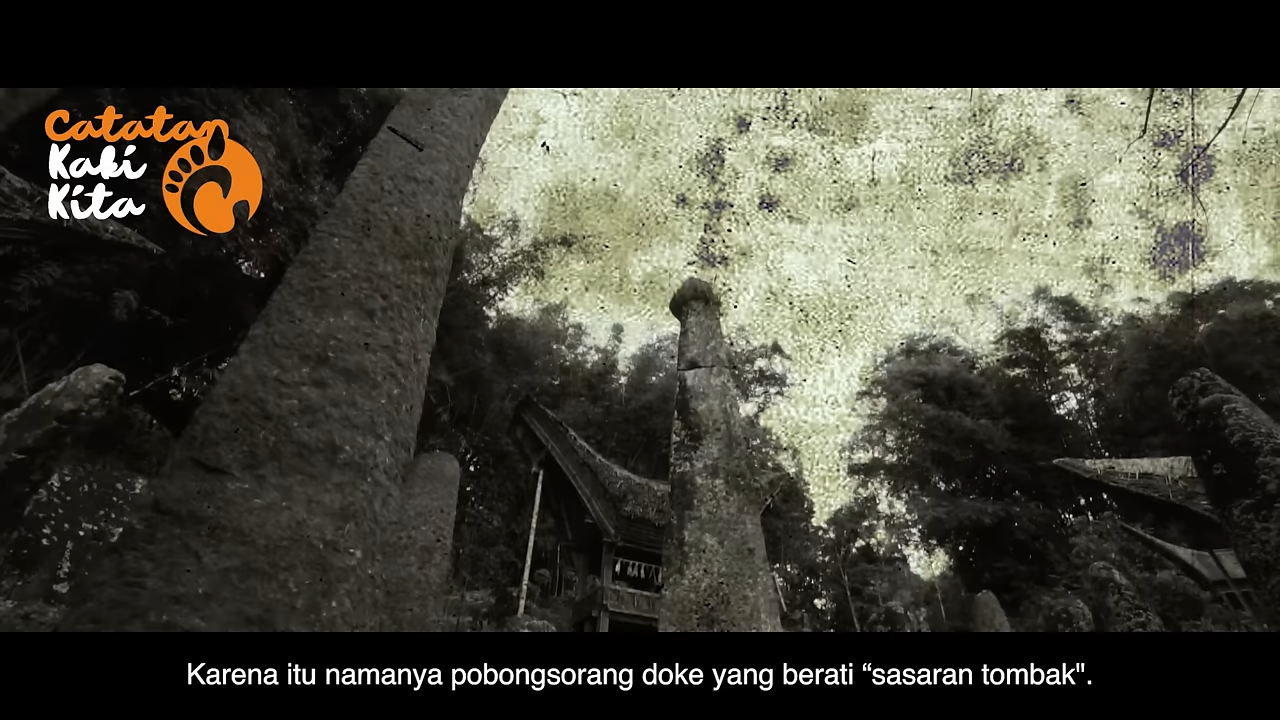 Catatan
Kaki
Kita
Karena itu namanya pobongsorang doke yang berati “sasaran tombak".